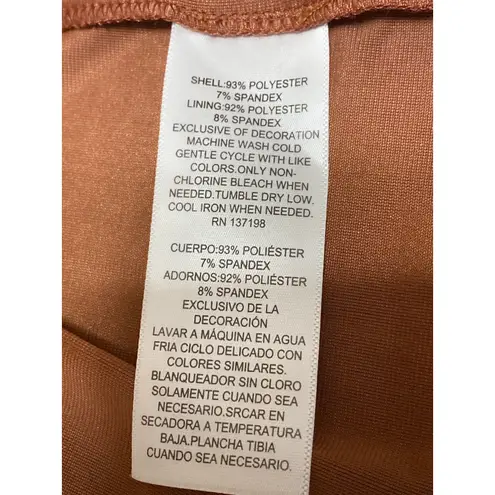 SHELL:93% POLYESTER
7% SPANDEX
LINING:92% POLYESTER
8% SPANDEX
EXCLUSIVE OF DECORATION
MACHINE WASH COLD
GENTLE CYCLE WITH LIKE
COLORS.ONLY NON-
CHLORINE BLEACH WHEN
NEEDED.TUMBLE DRY LOW.
COOL IRON WHEN NEEDED.
RN 137198
CUERPO:93% POLIÉSTER
7% SPANDEX
ADORNOS:92% POLIÉSTER
8% SPANDEX
EXCLUSIVO DE LA
DECORACIÓN
LAVAR A MÁQUINA EN AGUA
FRIA CICLO DELICADO CON
COLORES SIMILARES.
BLANQUEADOR SIN CLORO
SOLAMENTE CUANDO SEA
NECESARIO.SRCAR EN
SECADORA A TEMPERATURA
BAJA.PLANCHA TIBIA
CUANDO SEA NECESARIO.